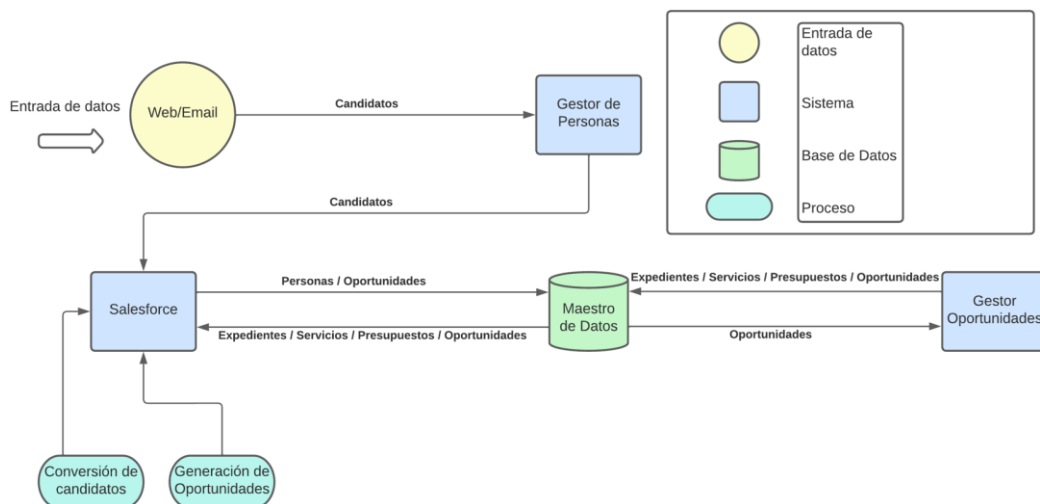 Entrada de datos
Web/Email
Candidatos
Gestor de
Personas
Entrada de
datos
Sistema
Base de Datos
Proceso
Candidatos
Salesforce
Personas / Oportunidades
Expedientes / Servicios / Presupuestos / Oportunidades
Maestro
de Datos
Expedientes / Servicios / Presupuestos / Oportunidades
Oportunidades
Gestor
Oportunidades
Conversión de
candidatos
Generación de
Oportunidades